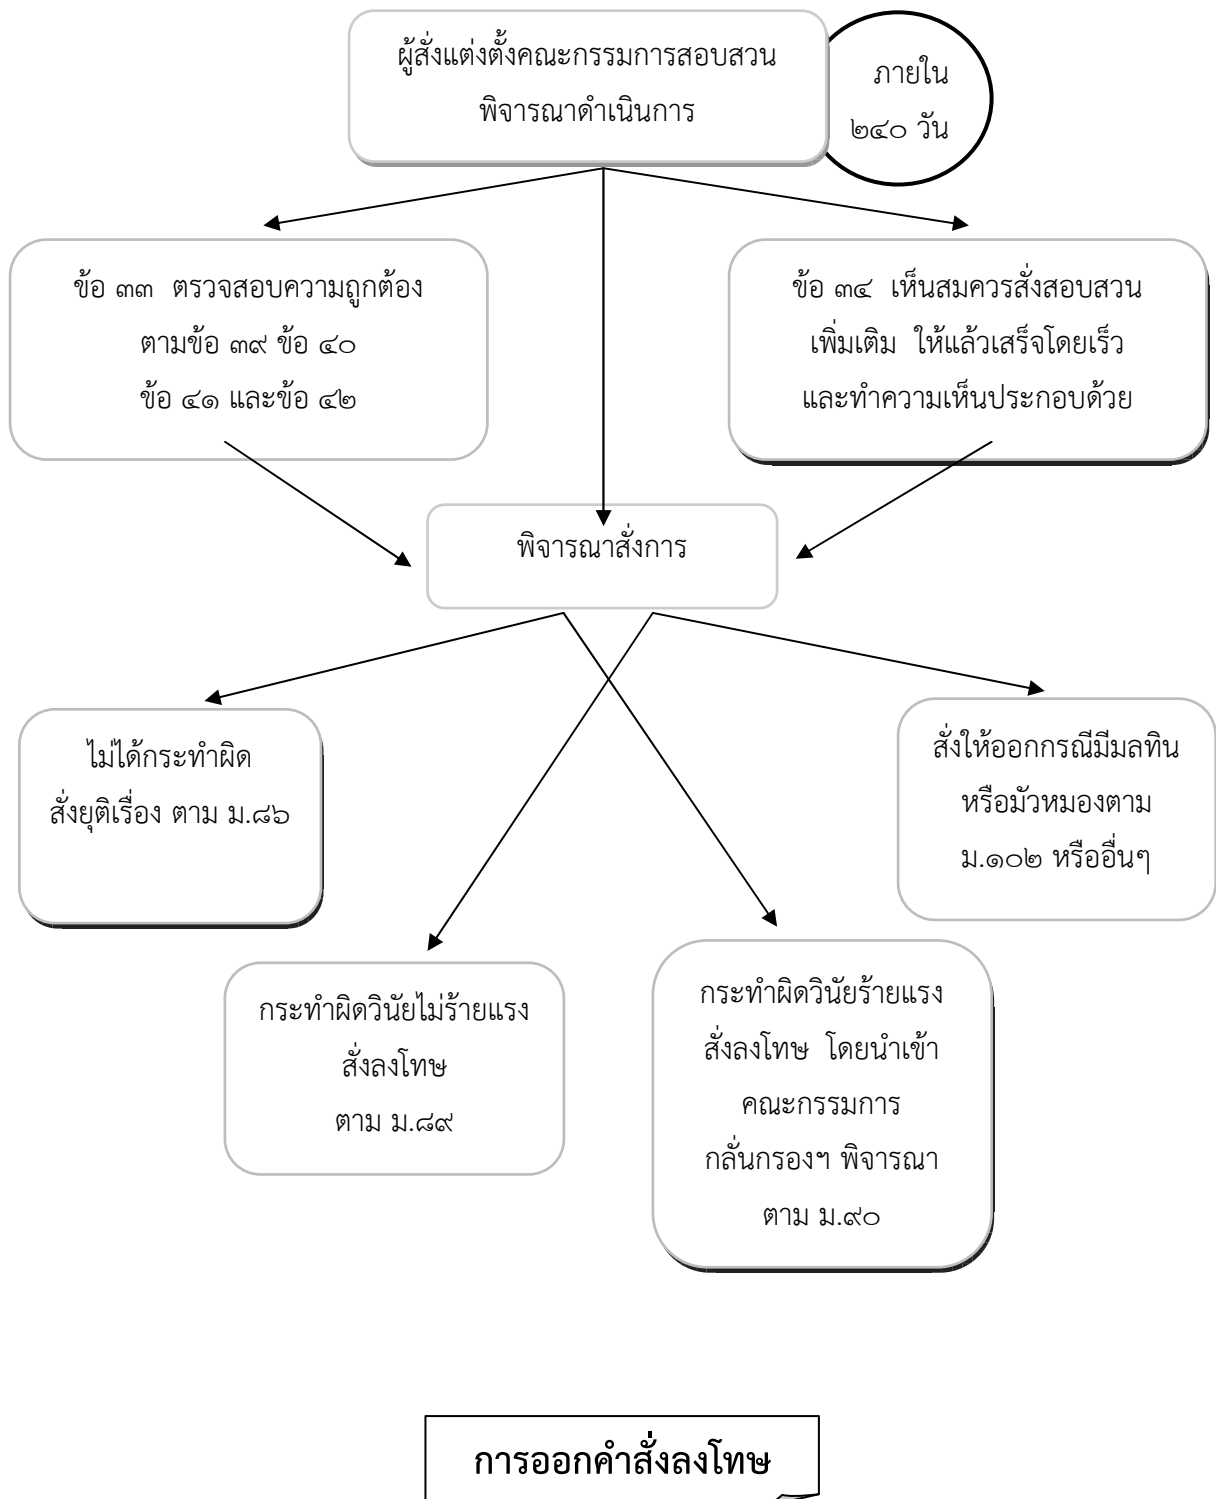 ผู้สั่งแต่งตั้งคณะกรรมการสอบสวน
พิจารณาดำเนินการ
ภายใน
๒๔๐ วัน
ข้อ ๓๓ ตรวจสอบความถูกต้อง
ตามข้อ ๓๙ ข้อ ๔๐
ข้อ ๔๑ และข้อ ๔๒
ข้อ ๓๔ เห็นสมควรสั่งสอบสวน
เพิ่มเติม ให้แล้วเสร็จโดยเร็ว
และทำความเห็นประกอบด้วย
พิจารณาสั่งการ
ไม่ได้กระทำผิด
สั่งยุติเรื่อง ตาม ม.๘๖
สั่งให้ออกกรณีมีมลทิน
หรือมัวหมองตาม
ม.๑๐๒ หรืออื่นๆ
กระทำผิดวินัยไม่ร้ายแรง
สั่งลงโทษ
ตาม ม.๘๙
กระทำผิดวินัยร้ายแรง
สั่งลงโทษ โดยนำเข้า
คณะกรรมการ
กลั่นกรองฯ พิจารณา
ตาม ม.๙๐
การออกคำสั่งลงโทษ